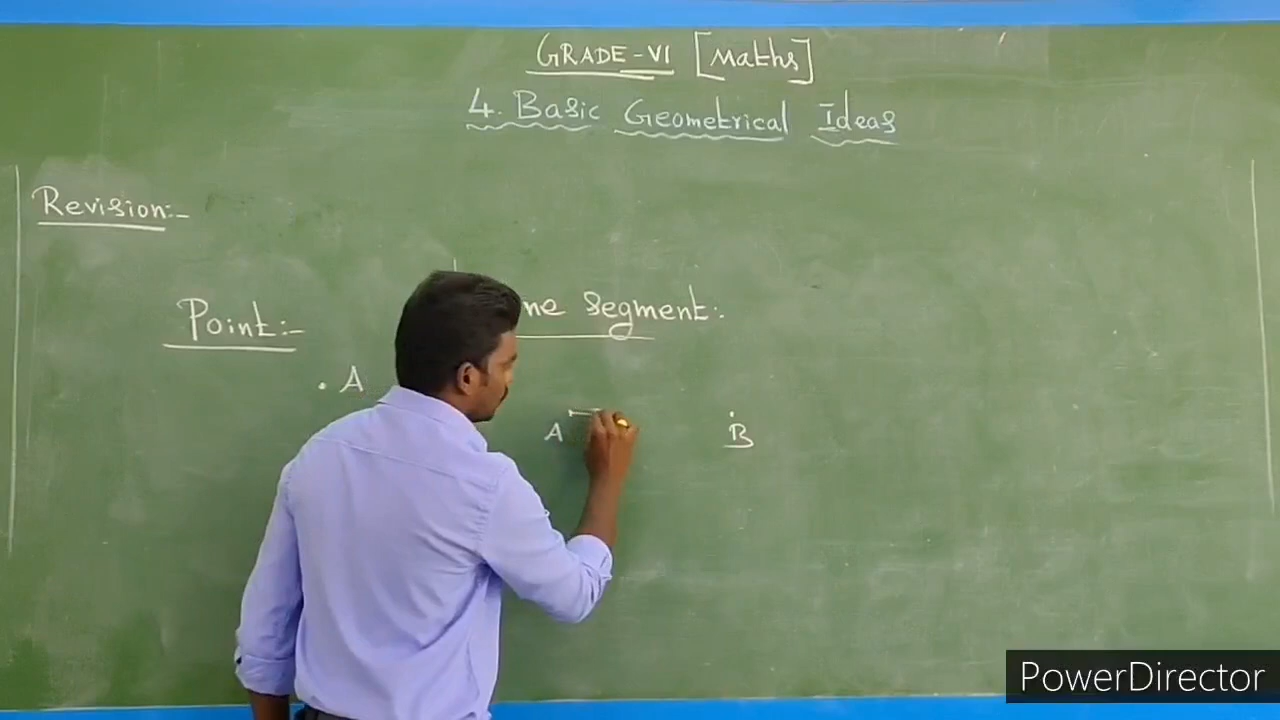 GRADE-VI [Maths]
4. Basic Geometrical Ideas
Revision:-
Point:-
segment:
. A
A
B
PowerDirector